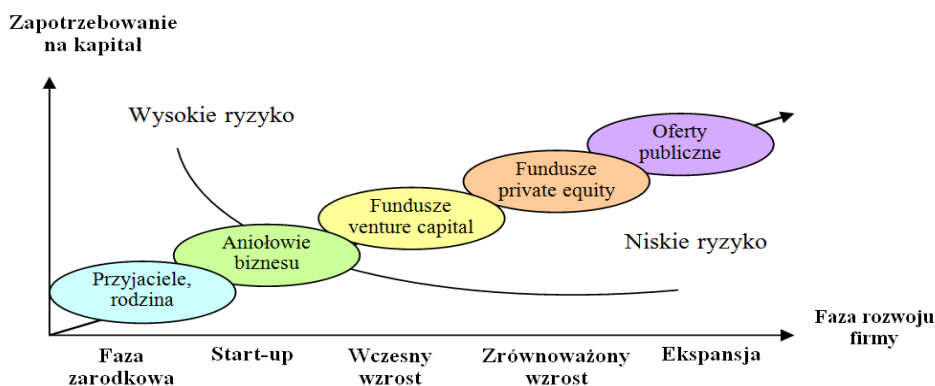 Zapotrzebowanie
na kapitał
Wysokie ryzyko
Oferty
publiczne
Fundusze
private equity
Fundusze
venture capital
Aniołowie
biznesu
Niskie ryzyko
Przyjaciele,
rodzina
Faza rozwoju
firmy
Faza
zarodkowa
Start-up
Wczesny
wzrost
Zrównoważony
wzrost
Ekspansja